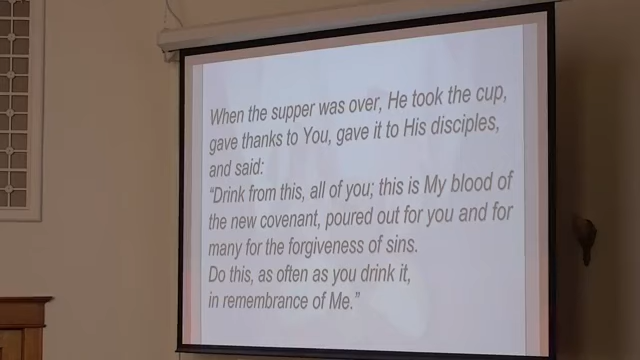 When the supper was over, He took the cup,
gave thanks to You, gave it to His disciples,
and said:
“Drink from this, all of you; this is My blood of
the new covenant, poured out for you and for
many for the forgiveness of sins.
Do this, as often as you drink it,
in remembrance of Me.”